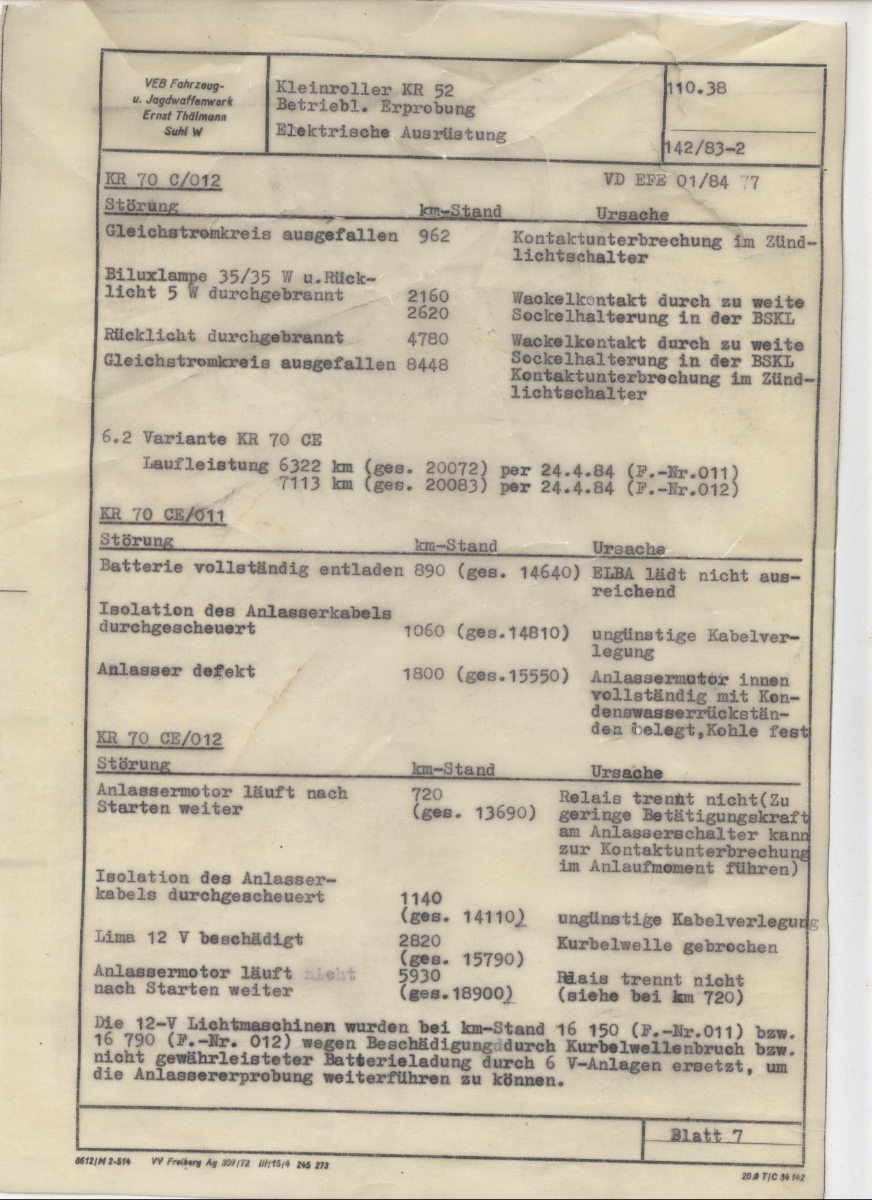 VEB Fahrzeug-
u. Jagdwaffenwerk
Ernst Thälmann
Suhl W
Kleinroller KR 52
Betriebl. Erprobung
Elektrische Ausrüstung
110.38
142/83-2
KR 70 C/012 VD EFE 01/84 77
Störung km-Stand Ursache
Gleichstromkreis ausgefallen 962 Kontaktunterbrechung im Zünd-
lichtschalter
Biluxlampe 35/35 W u.Rück-
licht 5 W durchgebrannt 2160 Wackelkontakt durch zu weite
2620 Sockelhalterung in der BSKL
Rücklicht durchgebrannt 4780 Wackelkontakt durch zu weite
Sockelhalterung in der BSKL
Gleichstromkreis ausgefallen 8448 Kontaktunterbrechung im Zünd-
lichtschalter
6.2 Variante KR 70 CE
Laufleistung 6322 km (ges. 20072) per 24.4.84 (F.-Nr.011)
7113 km (ges. 20083) per 24.4.84 (F.-Nr.012)
KR 70 CE/011
Störung km-Stand Ursache
Batterie vollständig entladen 890 (ges. 14640) ELBA lädt nicht aus-
reichend
Isolation des Anlasserkabels
durchgescheuert 1060 (ges.14810) ungünstige Kabelver-
legung
Anlasser defekt 1800 (ges.15550) Anlassermotor innen
vollständig mit Kon-
denswasserrückstän-
den belegt,Kohle fest
KR 70 CE/012
Störung km-Stand Ursache
Anlassermotor läuft nach 720 Relais trennt nicht(Zu
Starten weiter (ges. 13690) geringe Betätigungskraft
am Anlasserschalter kann
zur Kontaktunterbrechung
im Anlaufmoment führen)
Isolation des Anlasser-
kabels durchgescheuert 1140
(ges. 14110) ungünstige Kabelverlegung
Lima 12 V beschädigt 2820 Kurbelwelle gebrochen
(ges. 15790)
Anlassermotor läuft nicht 5930 Relais trennt nicht
nach Starten weiter (ges.18900) (siehe bei km 720)
Die 12-V Lichtmaschinen wurden bei km-Stand 16 150 (F.-Nr.011) bzw.
16 790 (F.-Nr. 012) wegen Beschädigung durch Kurbelwellenbruch bzw.
nicht gewährleisteter Batterieladung durch 6 V-Anlagen ersetzt, um
die Anlassererprobung weiterführen zu können.
Blatt 7
8612/M 2-514 VV Freiberg Ag 307/72 III/15/4 245 273
20.0 T/C 34 142